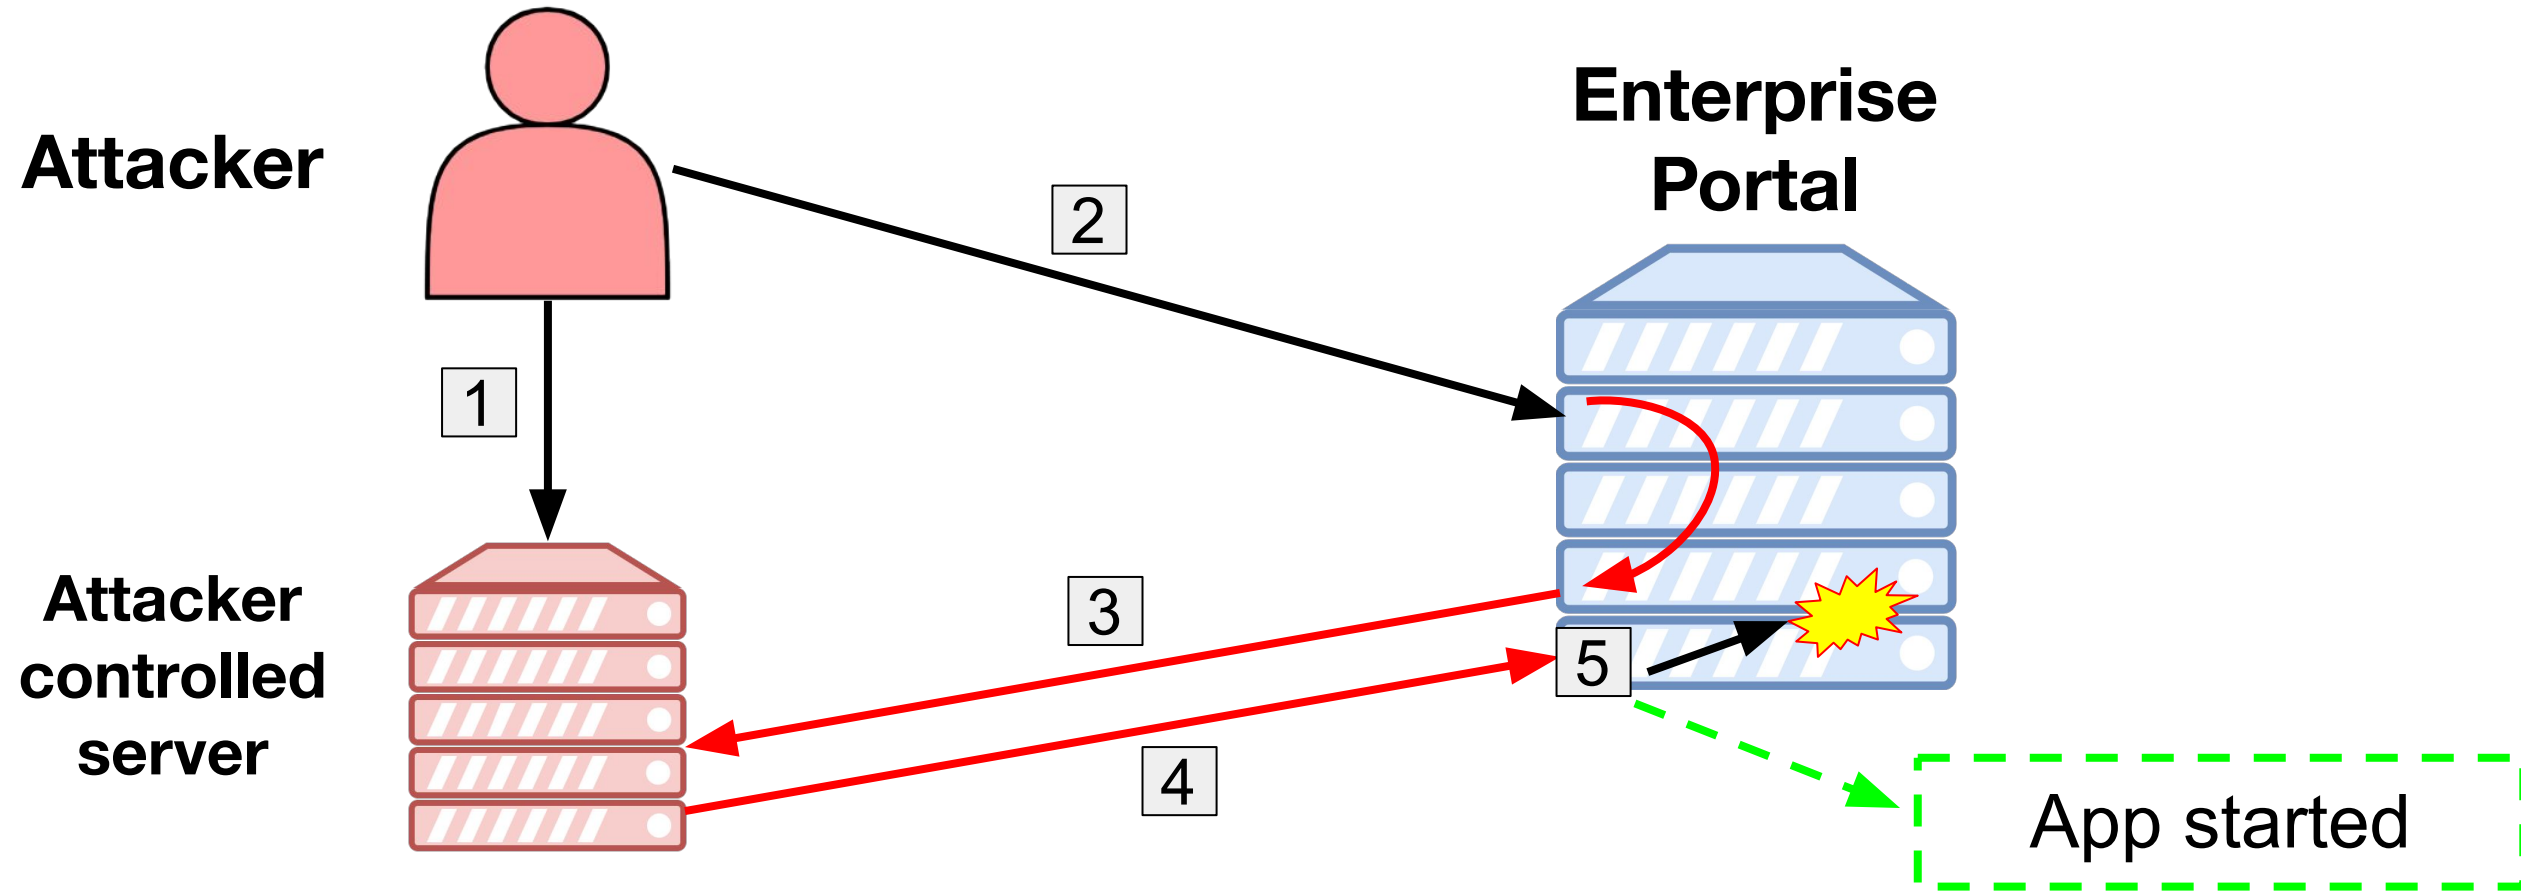 Attacker
Enterprise
Portal
2
1
Attacker
controlled
server
3
5
4
App started